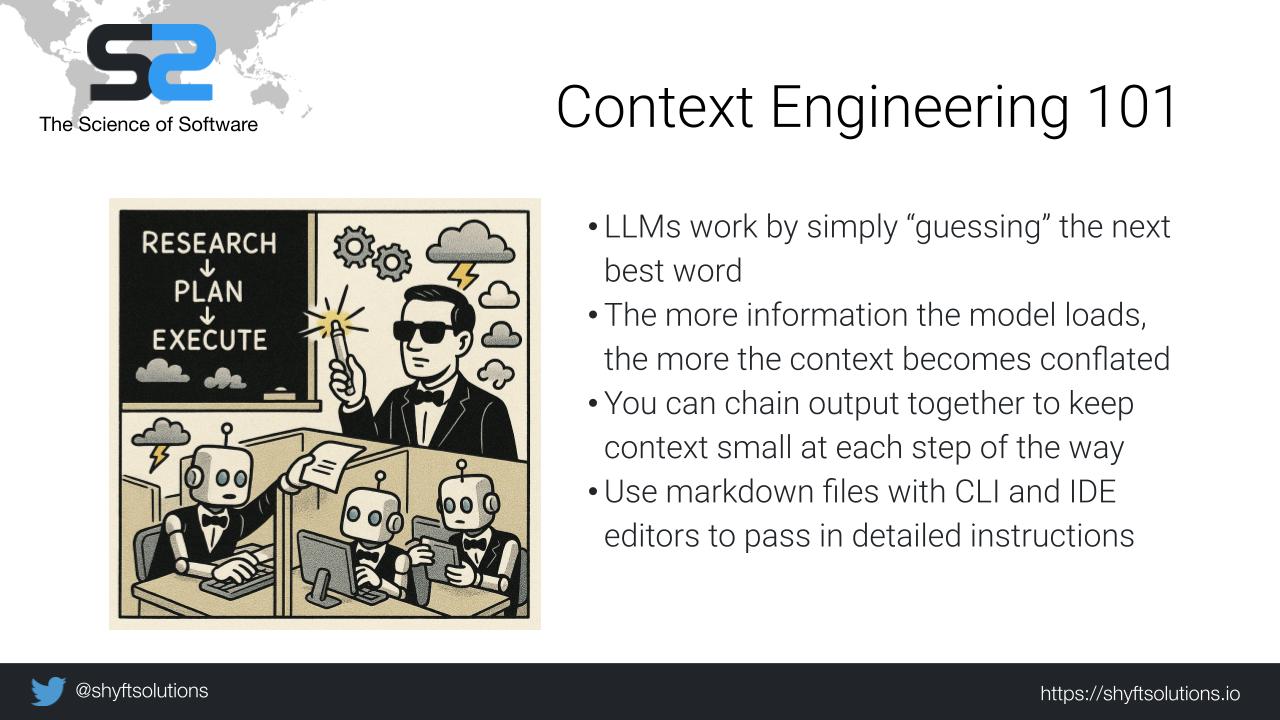 S2
The Science of Software
Context Engineering 101
RESEARCH
↓
PLAN
↓
EXECUTE
• LLMs work by simply “guessing” the next
best word
• The more information the model loads,
the more the context becomes conflated
• You can chain output together to keep
context small at each step of the way
• Use markdown files with CLI and IDE
editors to pass in detailed instructions
@shyftsolutions
https://shyftsolutions.io